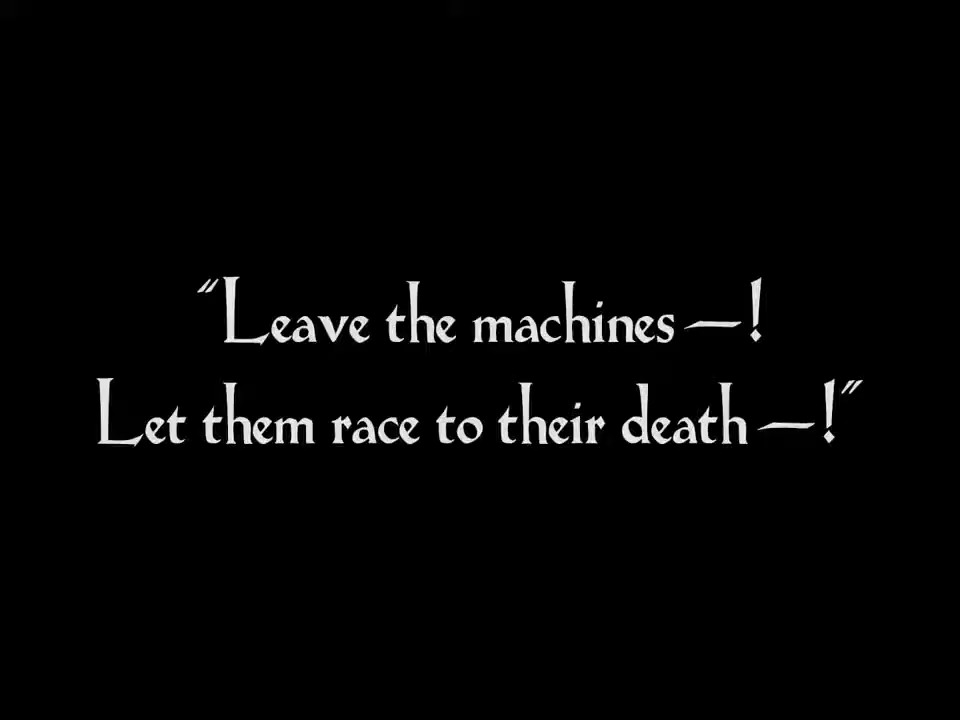 "Leave the machines—!
Let them race to their death—!"